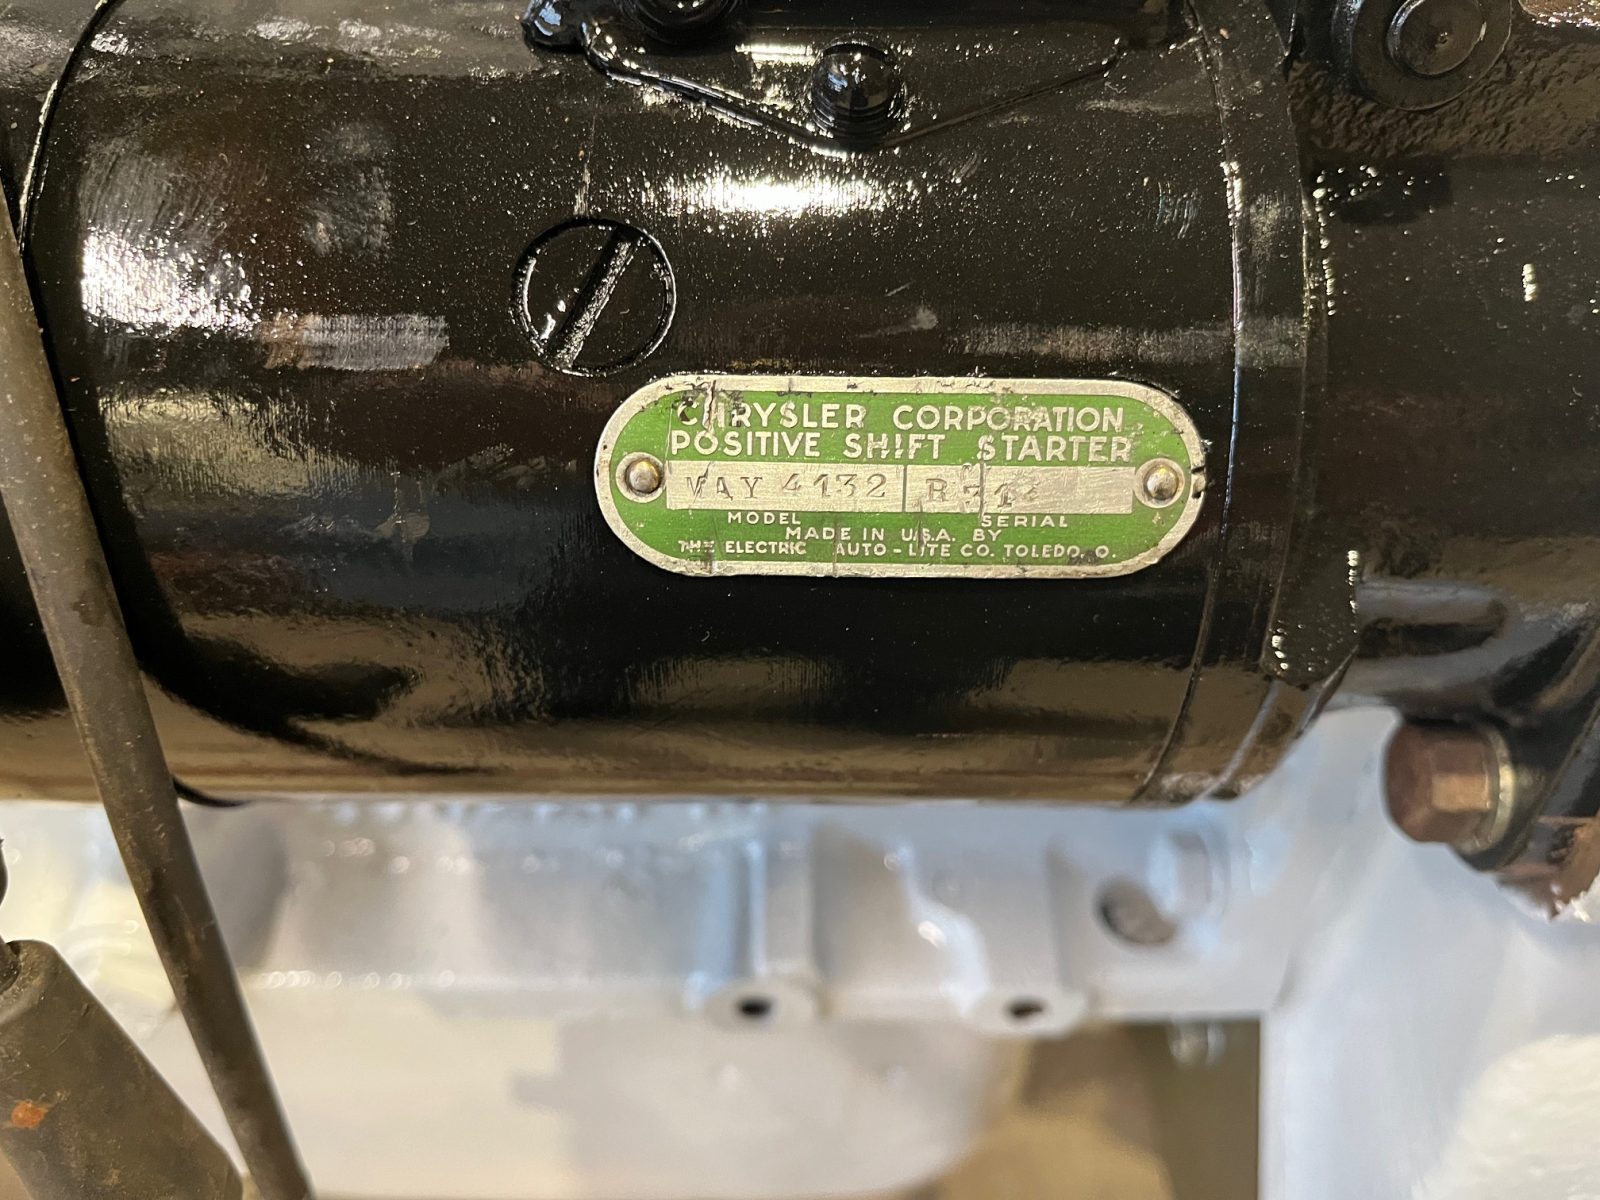 CHRYSLER CORPORATION
POSITIVE SHIFT STARTER
MAY 4132
MODEL SERIAL
MADE IN U.S.A. BY
THE ELECTRIC AUTO-LITE CO. TOLEDO, O.